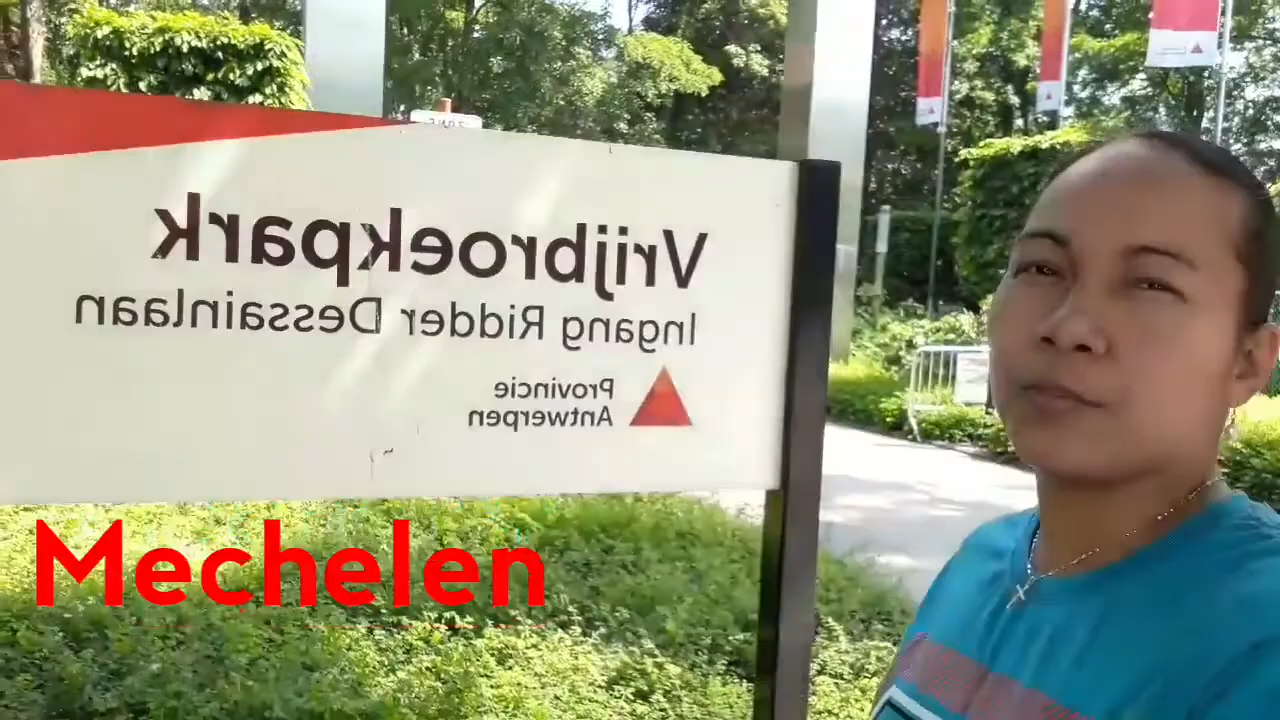 Vrijbroekpark
Ingang Ridder Dessainlaan
Provincie
Antwerpen
Mechelen